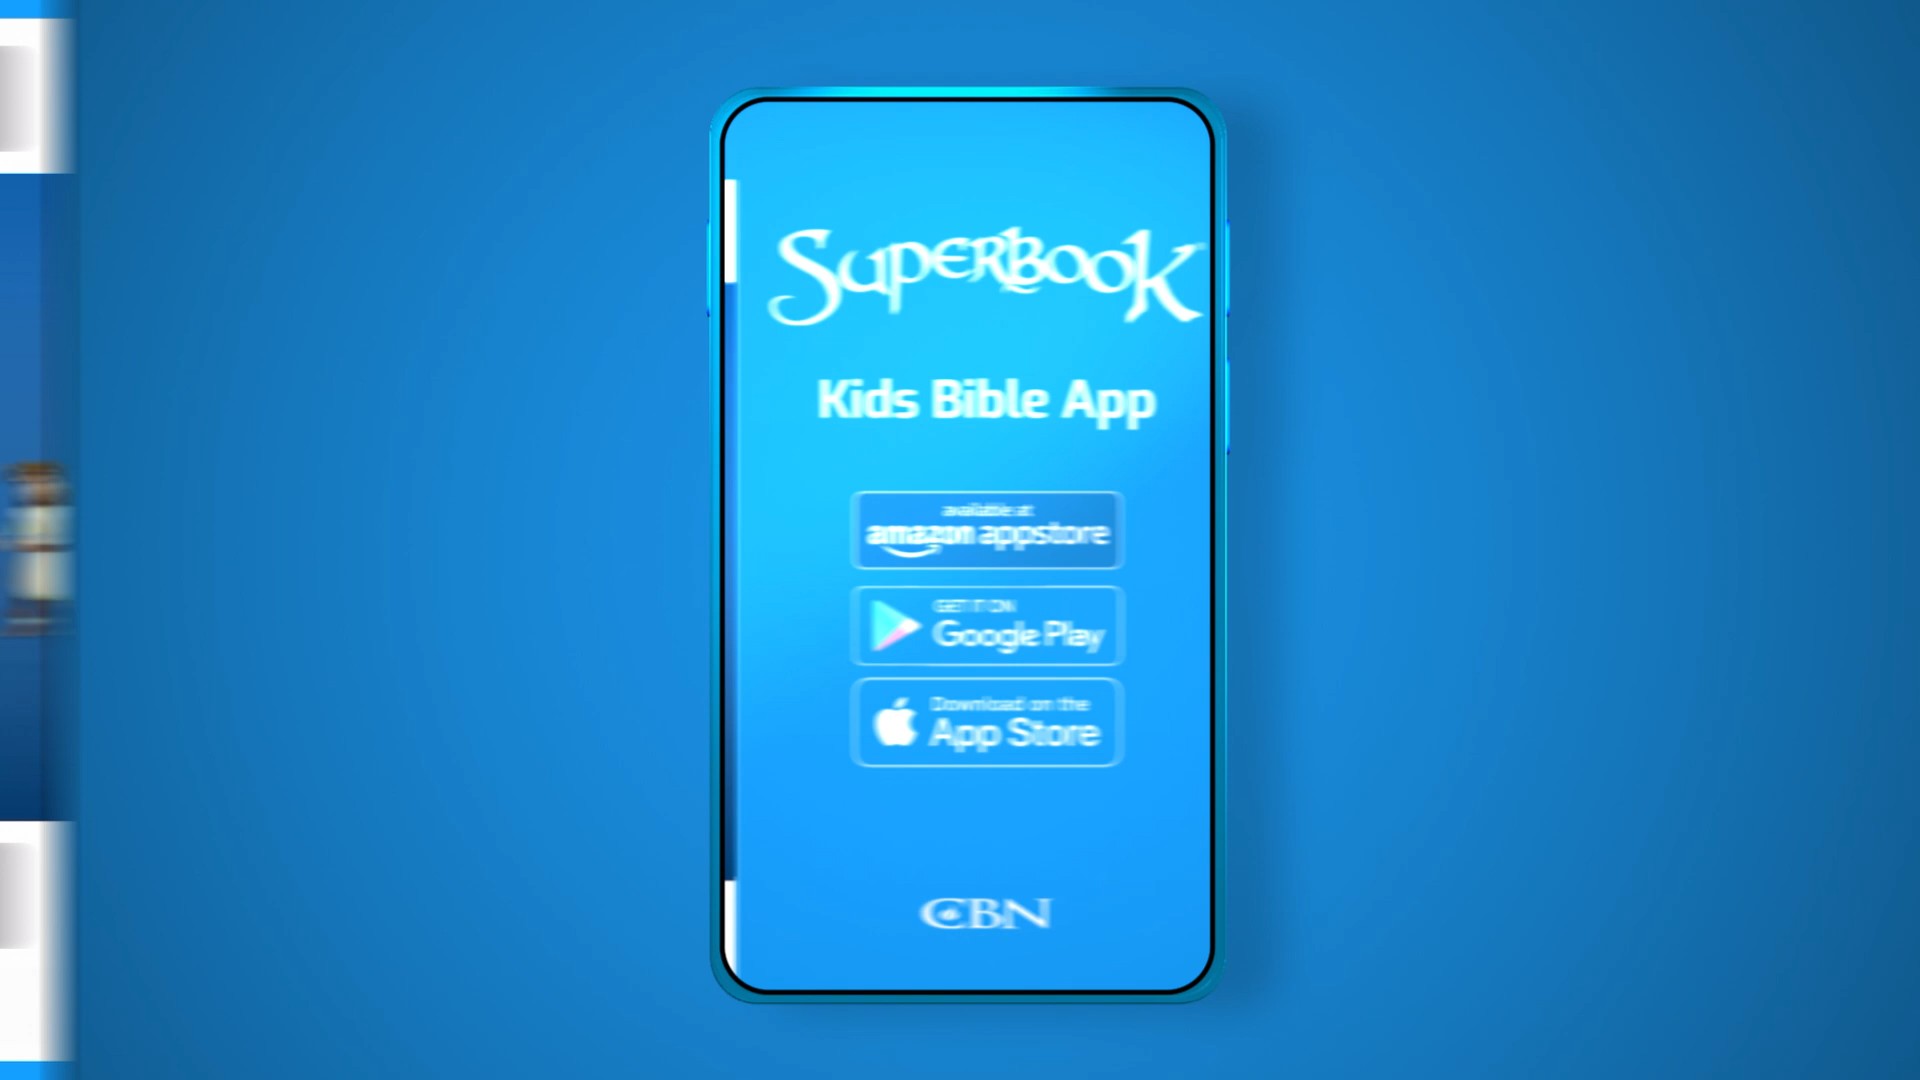 SUPERBOOK
Kids Bible App
available at
amazon appstore
GET IT ON
Google Play
Download on the
App Store
CBN